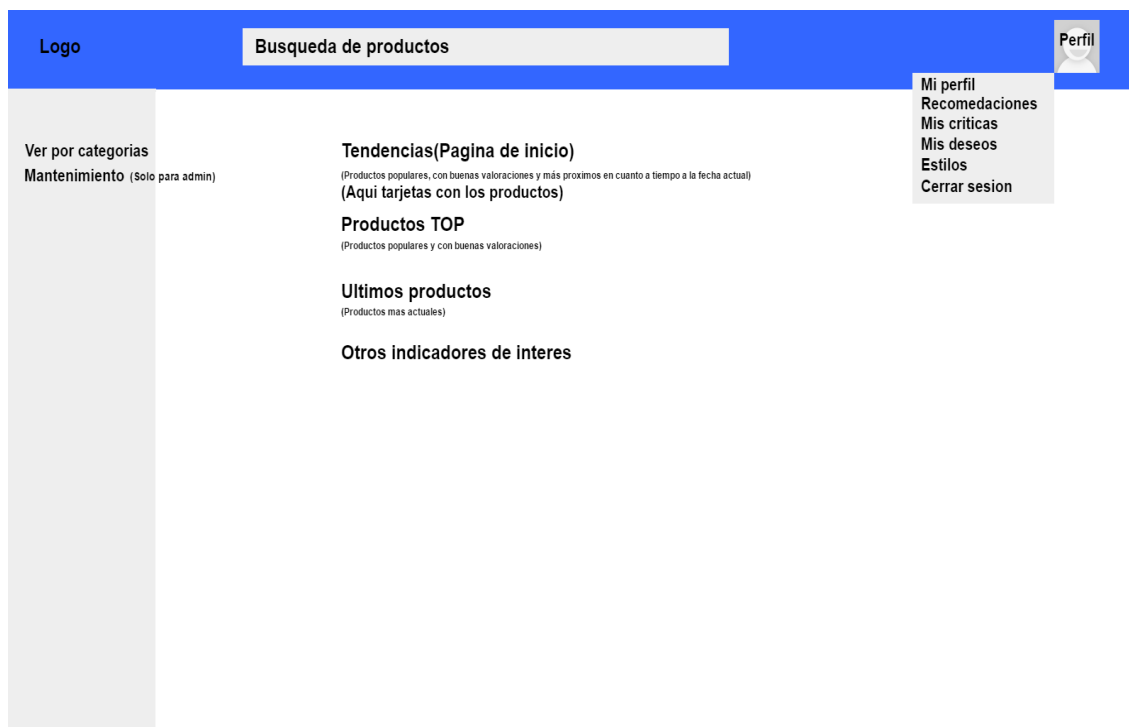 Logo
Busqueda de productos
Perfil
Mi perfil
Recomedaciones
Mis criticas
Mis deseos
Estilos
Cerrar sesion
Ver por categorias
Mantenimiento (Solo para admin)
Tendencias(Pagina de inicio)
(Productos populares, con buenas valoraciones y más proximos en cuanto a tiempo a la fecha actual)
(Aqui tarjetas con los productos)
Productos TOP
(Productos populares y con buenas valoraciones)
Ultimos productos
(Productos mas actuales)
Otros indicadores de interes